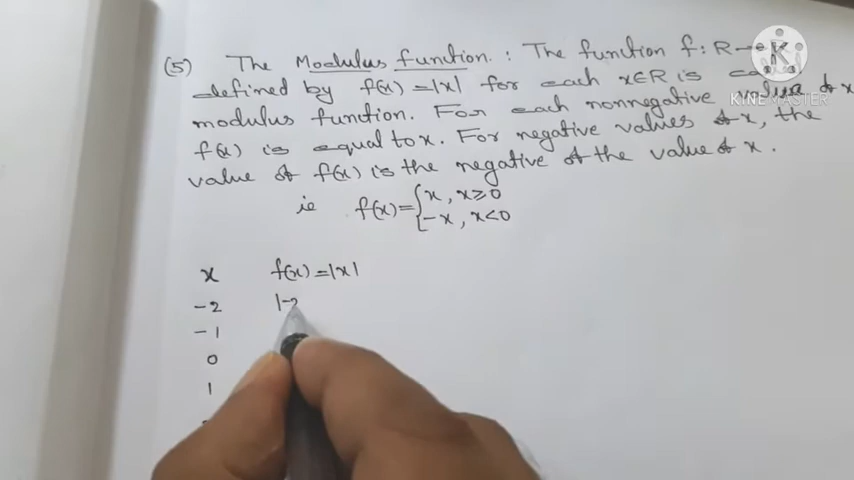 (5) The Modulus function : The function f: R→
defined by f(x) = |x| for each x∈R is
modulus function. For each nonnegative value of x
f(x) is equal to x. For negative values of x, the
value of f(x) is the negative of the value of x.
ie f(x) = { x, x≥0
-x, x<0
x f(x) = |x|
-2 |-2
-1
0
1
K
KINEMASTER